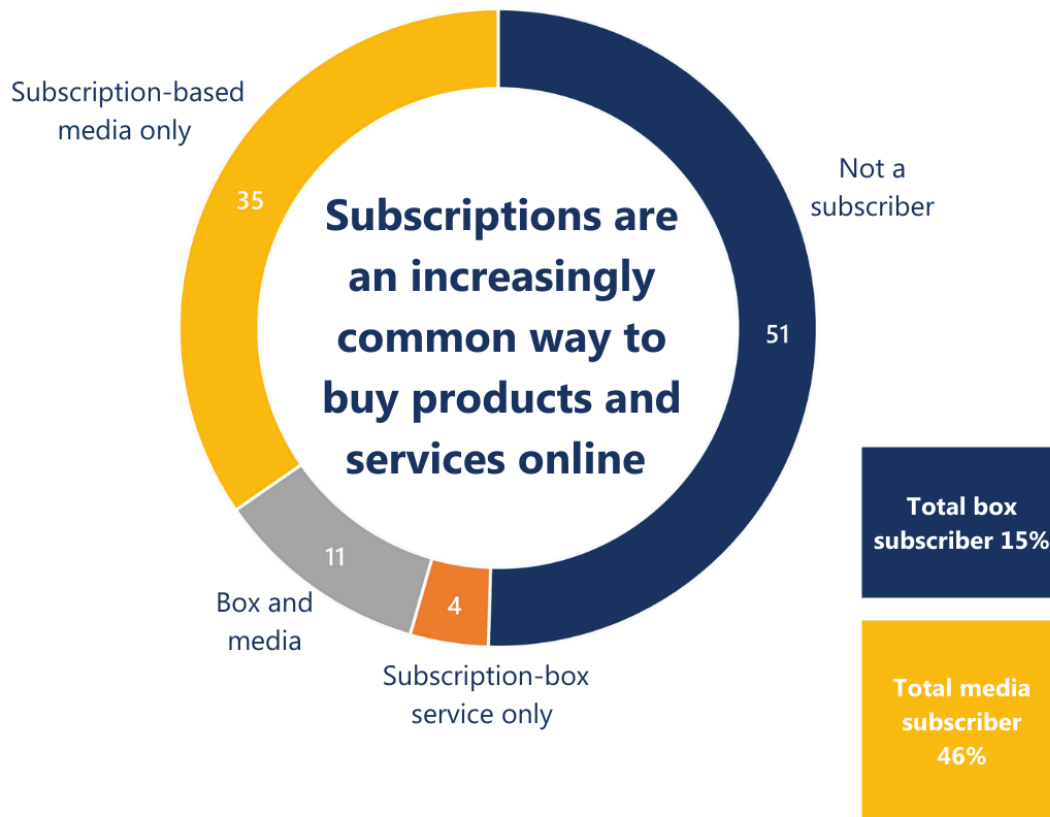 Subscription-based
media only
35
Not a
subscriber
Subscriptions are
an increasingly
common way to
buy products and
services online
51
Total box
subscriber 15%
11
Box and
media
4
Subscription-box
service only
Total media
subscriber
46%